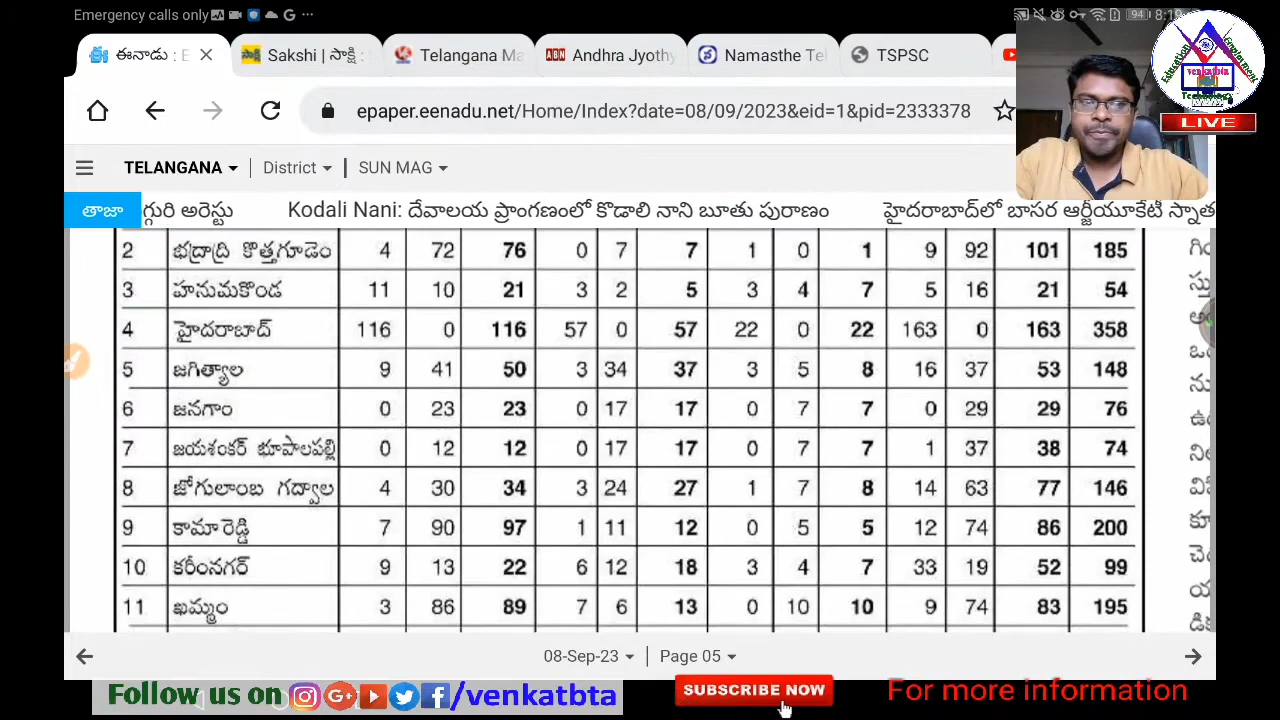 Emergency calls only G ... 94
ఈనాడు : E Sakshi | సాక్షి : Telangana Ma ABN Andhra Jyothy Namasthe Tel TSPSC
epaper.eenadu.net/Home/Index?date=08/09/2023&eid=1&pid=2333378
Education Employment
venkatbta
Technology
LIVE
TELANGANA District SUN MAG
తాజా గ్గురి అరెస్టు Kodali Nani: దేవాలయ ప్రాంగణంలో కొడాలి నాని బూతు పురాణం హైదరాబాద్‌లో బాసర ఆర్జీయూకేటీ స్నాత
2 భద్రాద్రి కొత్తగూడెం 4 72 76 0 7 7 1 0 1 9 92 101 185
3 హనుమకొండ 11 10 21 3 2 5 3 4 7 5 16 21 54
4 హైదరాబాద్ 116 0 116 57 0 57 22 0 22 163 0 163 358
5 జగిత్యాల 9 41 50 3 34 37 3 5 8 16 37 53 148
6 జనగాం 0 23 23 0 17 17 0 7 7 0 29 29 76
7 జయశంకర్ భూపాలపల్లి 0 12 12 0 17 17 0 7 7 1 37 38 74
8 జోగులాంబ గద్వాల 4 30 34 3 24 27 1 7 8 14 63 77 146
9 కామారెడ్డి 7 90 97 1 11 12 0 5 5 12 74 86 200
10 కరీంనగర్ 9 13 22 6 12 18 3 4 7 33 19 52 99
11 ఖమ్మం 3 86 89 7 6 13 0 10 10 9 74 83 195
08-Sep-23 Page 05
Follow us on /venkatbta SUBSCRIBE NOW For more information